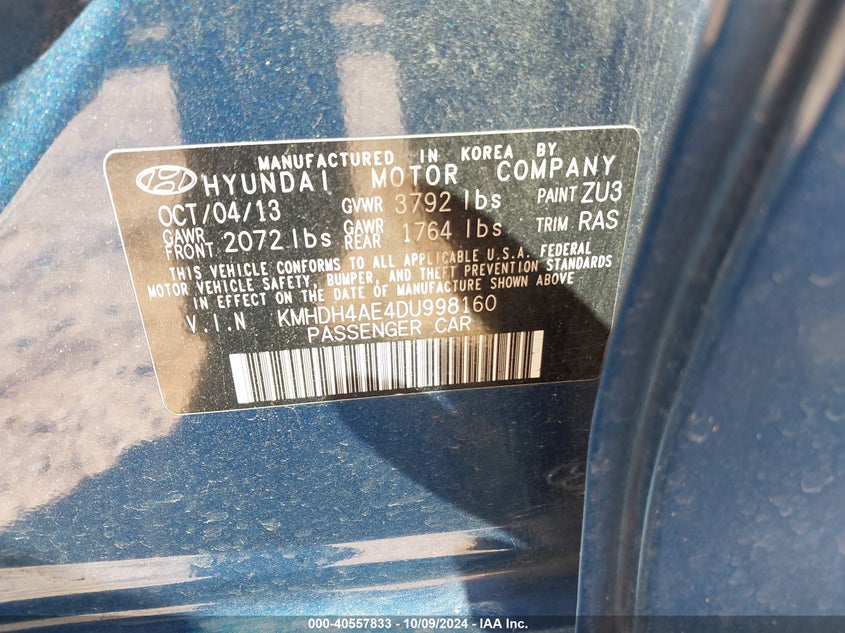 MANUFACTURED IN KOREA BY
HYUNDAI MOTOR COMPANY
OCT/04/13 GVWR 3792 lbs PAINT ZU3
GAWR FRONT 2072 lbs GAWR REAR 1764 lbs TRIM RAS
THIS VEHICLE CONFORMS TO ALL APPLICABLE U.S.A. FEDERAL
MOTOR VEHICLE SAFETY, BUMPER, AND THEFT PREVENTION STANDARDS
IN EFFECT ON THE DATE OF MANUFACTURE SHOWN ABOVE
V.I.N KMHDH4AE4DU998160
PASSENGER CAR
000-40557833 - 10/09/2024 - IAA Inc.